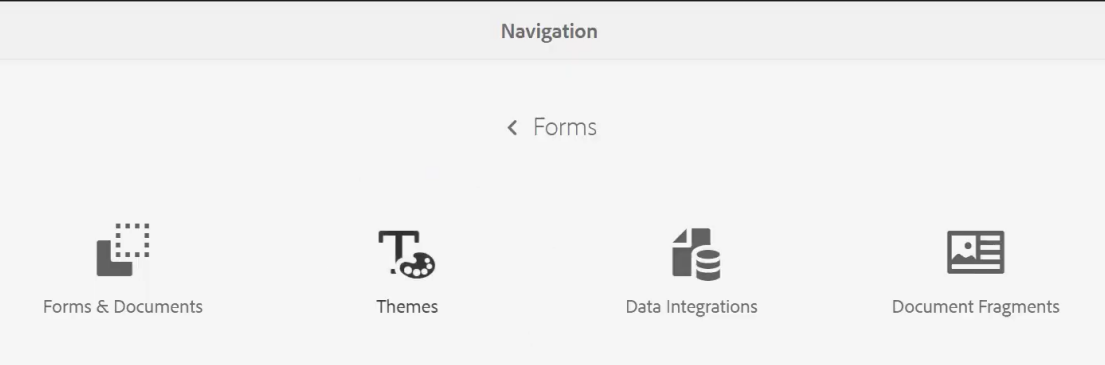 Navigation
Forms
Forms & Documents
Themes
Data Integrations
Document Fragments